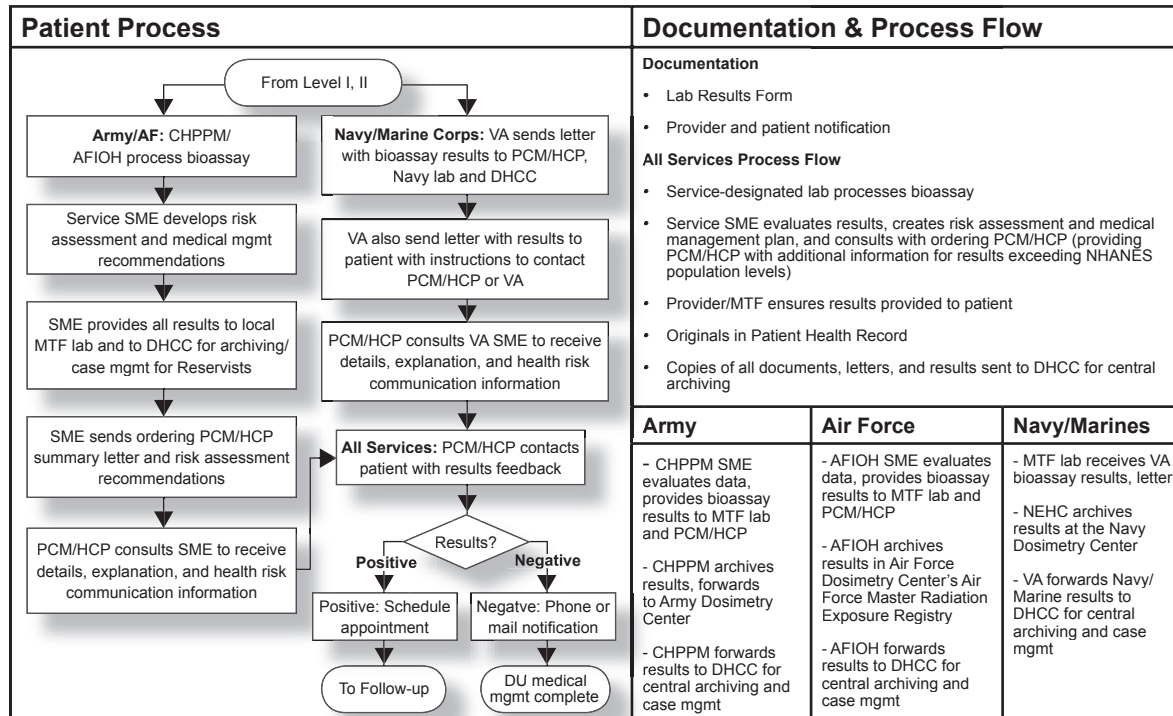 Patient Process
From Level I, II
Army/AF: CHPPM/
AFIOH process bioassay
Service SME develops risk
assessment and medical mgmt
recommendations
SME provides all results to local
MTF lab and to DHCC for archiving/
case mgmt for Reservists
SME sends ordering PCM/HCP
summary letter and risk assessment
recommendations
PCM/HCP consults SME to receive
details, explanation, and health risk
communication information
Navy/Marine Corps: VA sends letter
with bioassay results to PCM/HCP,
Navy lab and DHCC
VA also send letter with results to
patient with instructions to contact
PCM/HCP or VA
PCM/HCP consults VA SME to receive
details, explanation, and health risk
communication information
All Services: PCM/HCP contacts
patient with results feedback
Results?
Positive
Negative
Positive: Schedule
appointment
Negatve: Phone or
mail notification
To Follow-up
DU medical
mgmt complete
Documentation & Process Flow
Documentation
• Lab Results Form
• Provider and patient notification
All Services Process Flow
• Service-designated lab processes bioassay
• Service SME evaluates results, creates risk assessment and medical
management plan, and consults with ordering PCM/HCP (providing
PCM/HCP with additional information for results exceeding NHANES
population levels)
• Provider/MTF ensures results provided to patient
• Originals in Patient Health Record
• Copies of all documents, letters, and results sent to DHCC for central
archiving
Army
- CHPPM SME
evaluates data,
provides bioassay
results to MTF lab
and PCM/HCP
- CHPPM archives
results, forwards
to Army Dosimetry
Center
- CHPPM forwards
results to DHCC for
central archiving and
case mgmt
Air Force
- AFIOH SME evaluates
data, provides bioassay
results to MTF lab and
PCM/HCP
- AFIOH archives
results in Air Force
Dosimetry Center's Air
Force Master Radiation
Exposure Registry
- AFIOH forwards
results to DHCC for
central archiving and
case mgmt
Navy/Marines
- MTF lab receives VA
bioassay results, letter
- NEHC archives
results at the Navy
Dosimetry Center
- VA forwards Navy/
Marine results to
DHCC for central
archiving and case
mgmt